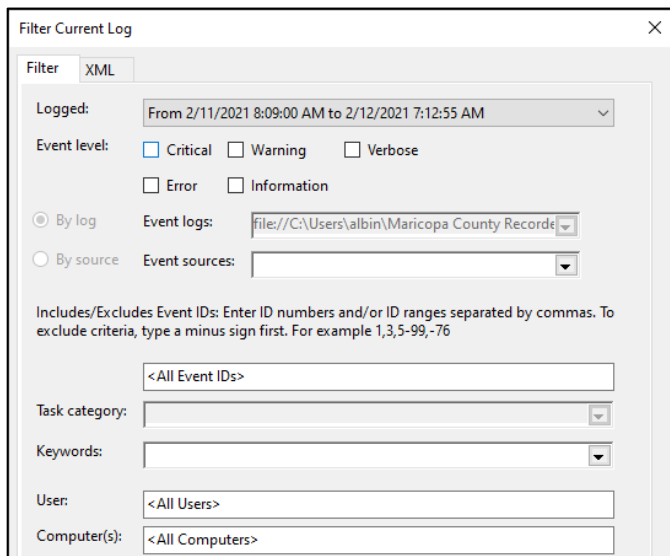 Filter Current Log
Filter XML
Logged: From 2/11/2021 8:09:00 AM to 2/12/2021 7:12:55 AM
Event level: Critical Warning Verbose
Error Information
By log Event logs: file://C:\Users\albin\Maricopa County Recorde
By source Event sources:
Includes/Excludes Event IDs: Enter ID numbers and/or ID ranges separated by commas. To
exclude criteria, type a minus sign first. For example 1,3,5-99,-76
<All Event IDs>
Task category:
Keywords:
User: <All Users>
Computer(s): <All Computers>